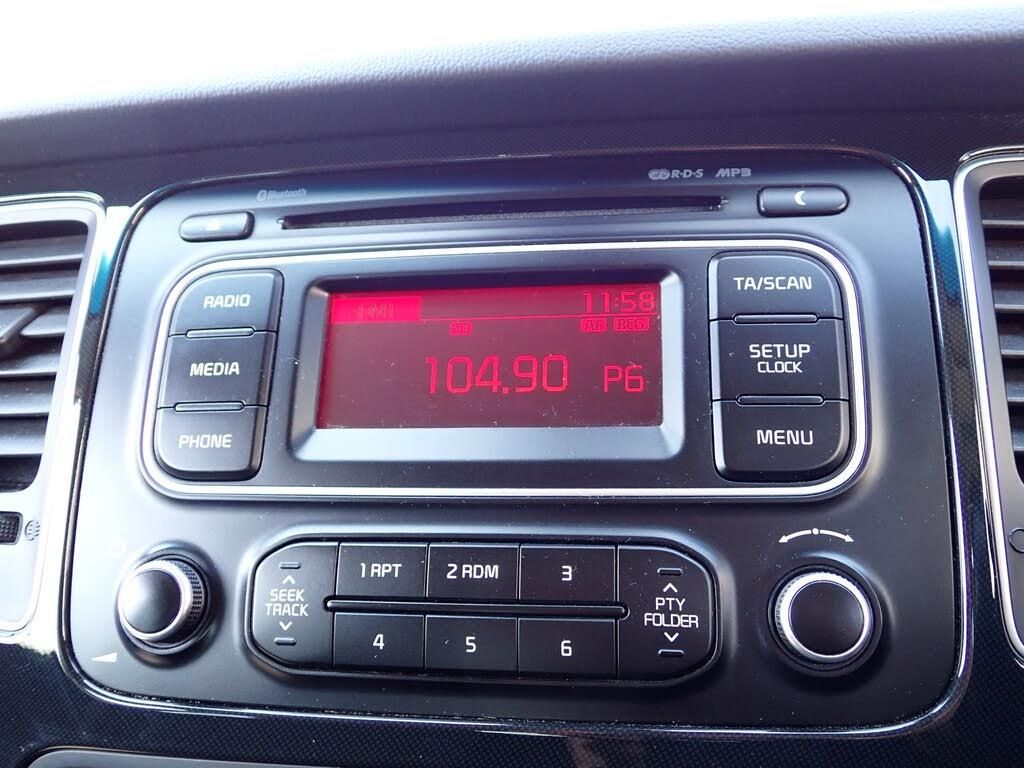 Bluetooth
R·D·S MP3
RADIO
MEDIA
PHONE
FM1
11:58
ST
AF REG
104.90 P6
TA/SCAN
SETUP
CLOCK
MENU
SEEK
TRACK
1 RPT
2 RDM
3
4
5
6
PTY
FOLDER